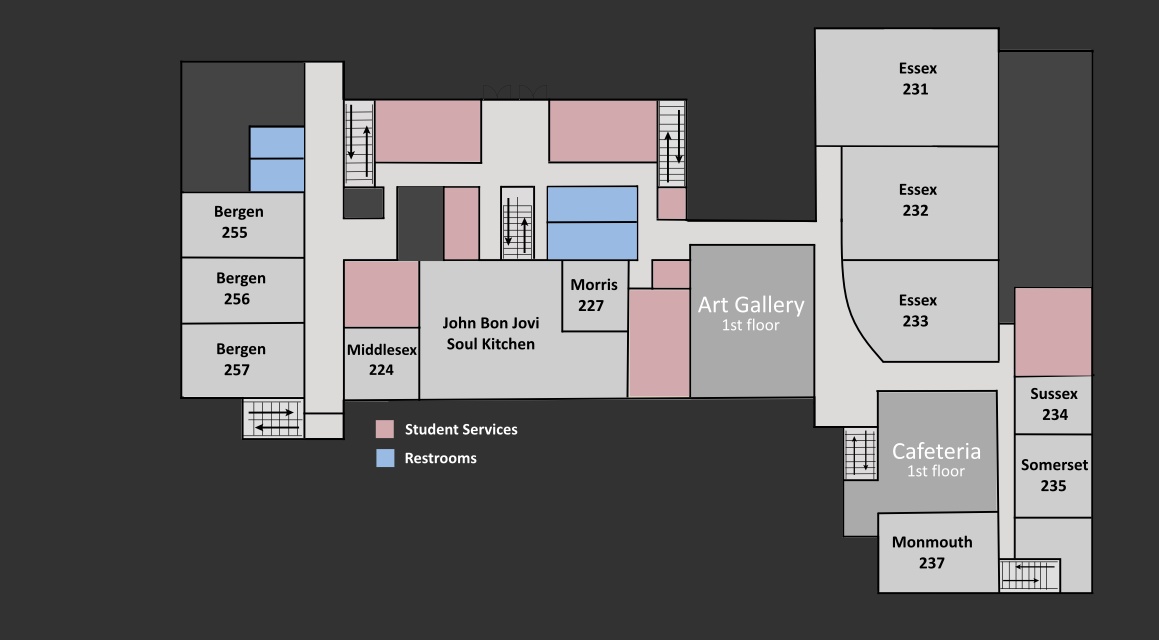 Essex
231
Essex
232
Bergen
255
Bergen
256
Bergen
257
Morris
227
John Bon Jovi
Soul Kitchen
Middlesex
224
Art Gallery
1st floor
Essex
233
Sussex
234
Student Services
Restrooms
Cafeteria
1st floor
Somerset
235
Monmouth
237